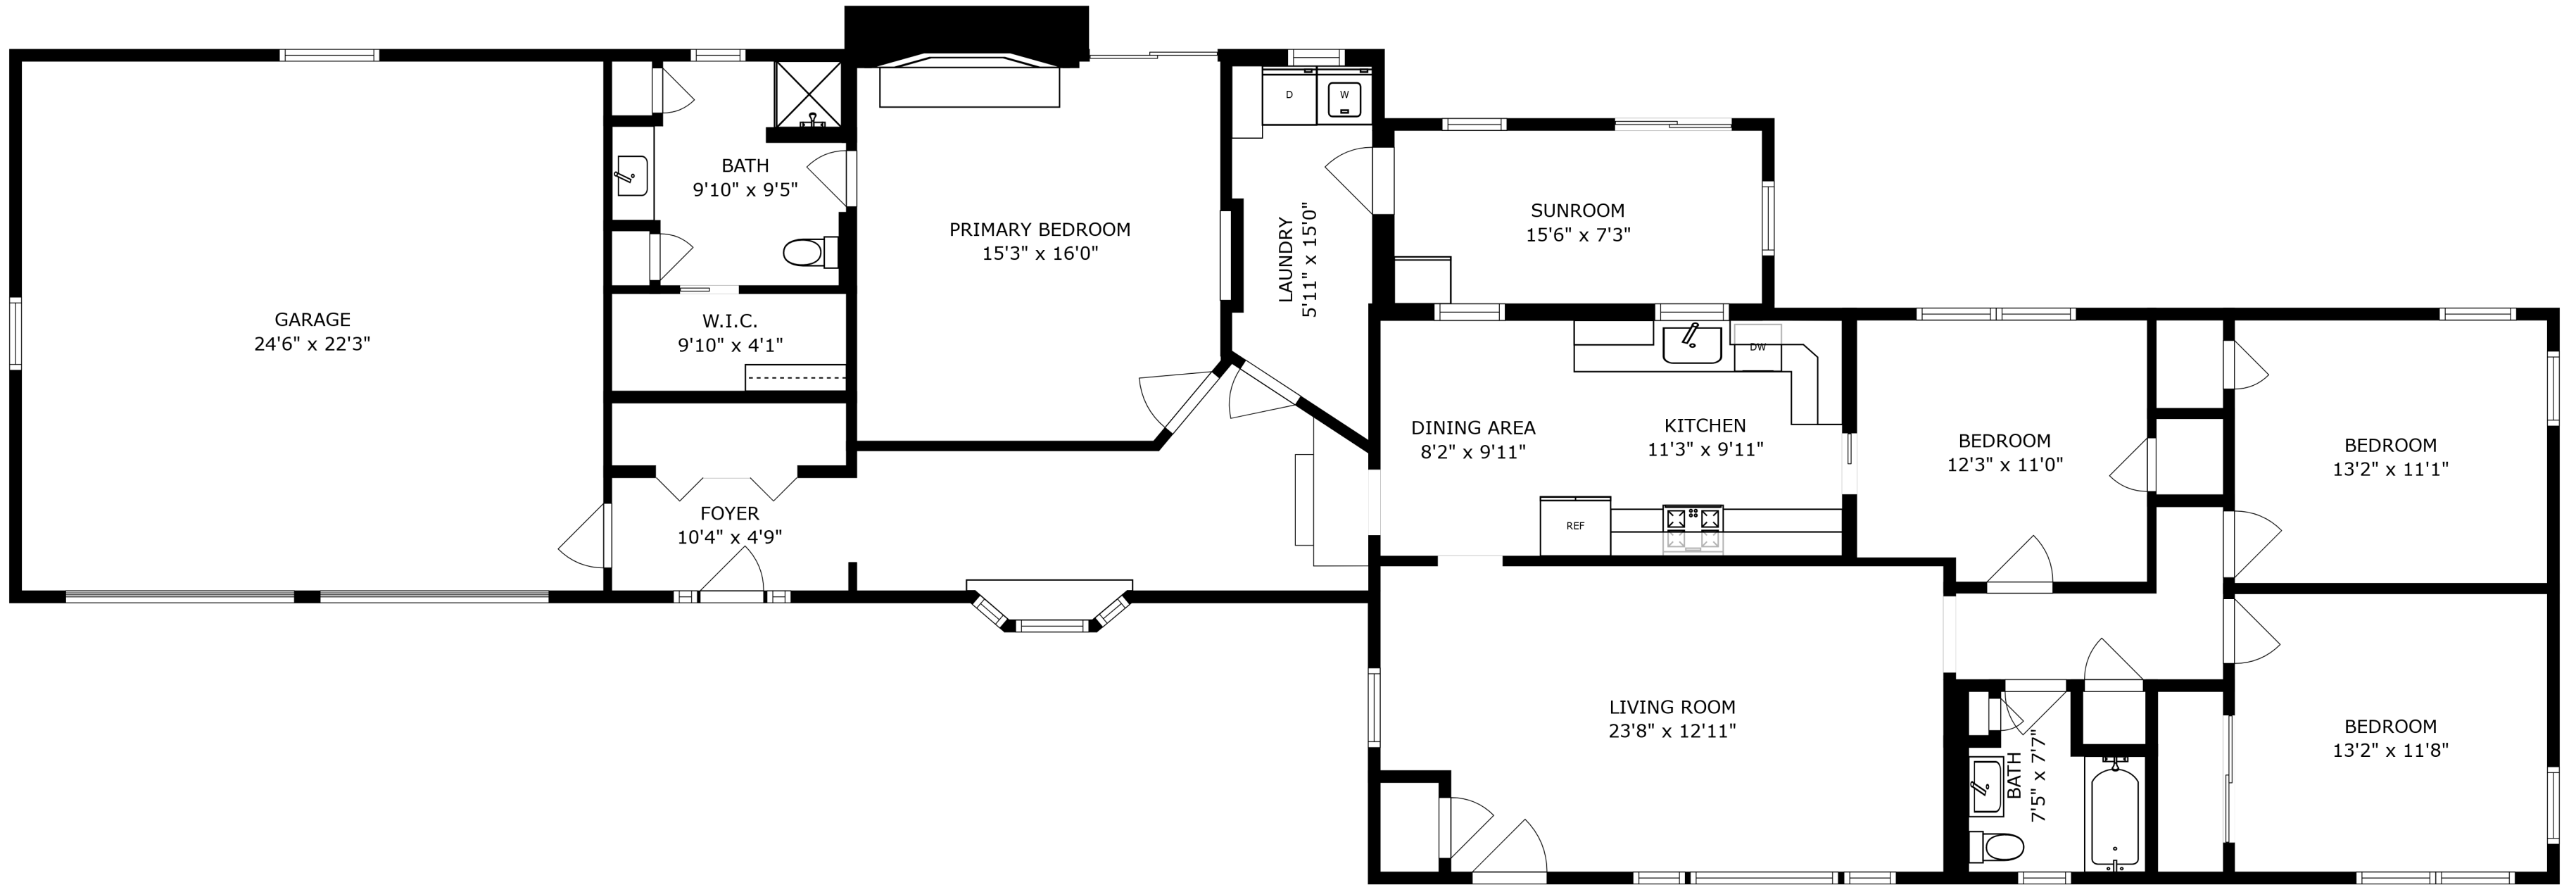 GARAGE
24'6" x 22'3"
BATH
9'10" x 9'5"
W.I.C.
9'10" x 4'1"
FOYER
10'4" x 4'9"
PRIMARY BEDROOM
15'3" x 16'0"
D
W
LAUNDRY
5'11" x 15'0"
SUNROOM
15'6" x 7'3"
DINING AREA
8'2" x 9'11"
KITCHEN
11'3" x 9'11"
DW
REF
BEDROOM
12'3" x 11'0"
BEDROOM
13'2" x 11'1"
LIVING ROOM
23'8" x 12'11"
BATH
7'5" x 7'7"
BEDROOM
13'2" x 11'8"